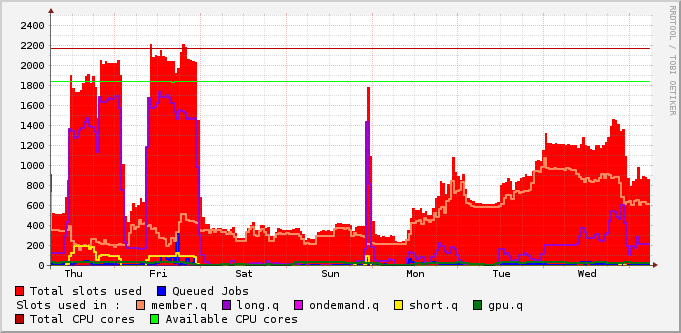 2400
2200
2000
1800
1600
1400
1200
1000
800
600
400
200
0
Thu Fri Sat Sun Mon Tue Wed
RRDTOOL / TOBI OETIKER
Total slots used Queued Jobs
Slots used in : member.q long.q ondemand.q short.q gpu.q
Total CPU cores Available CPU cores